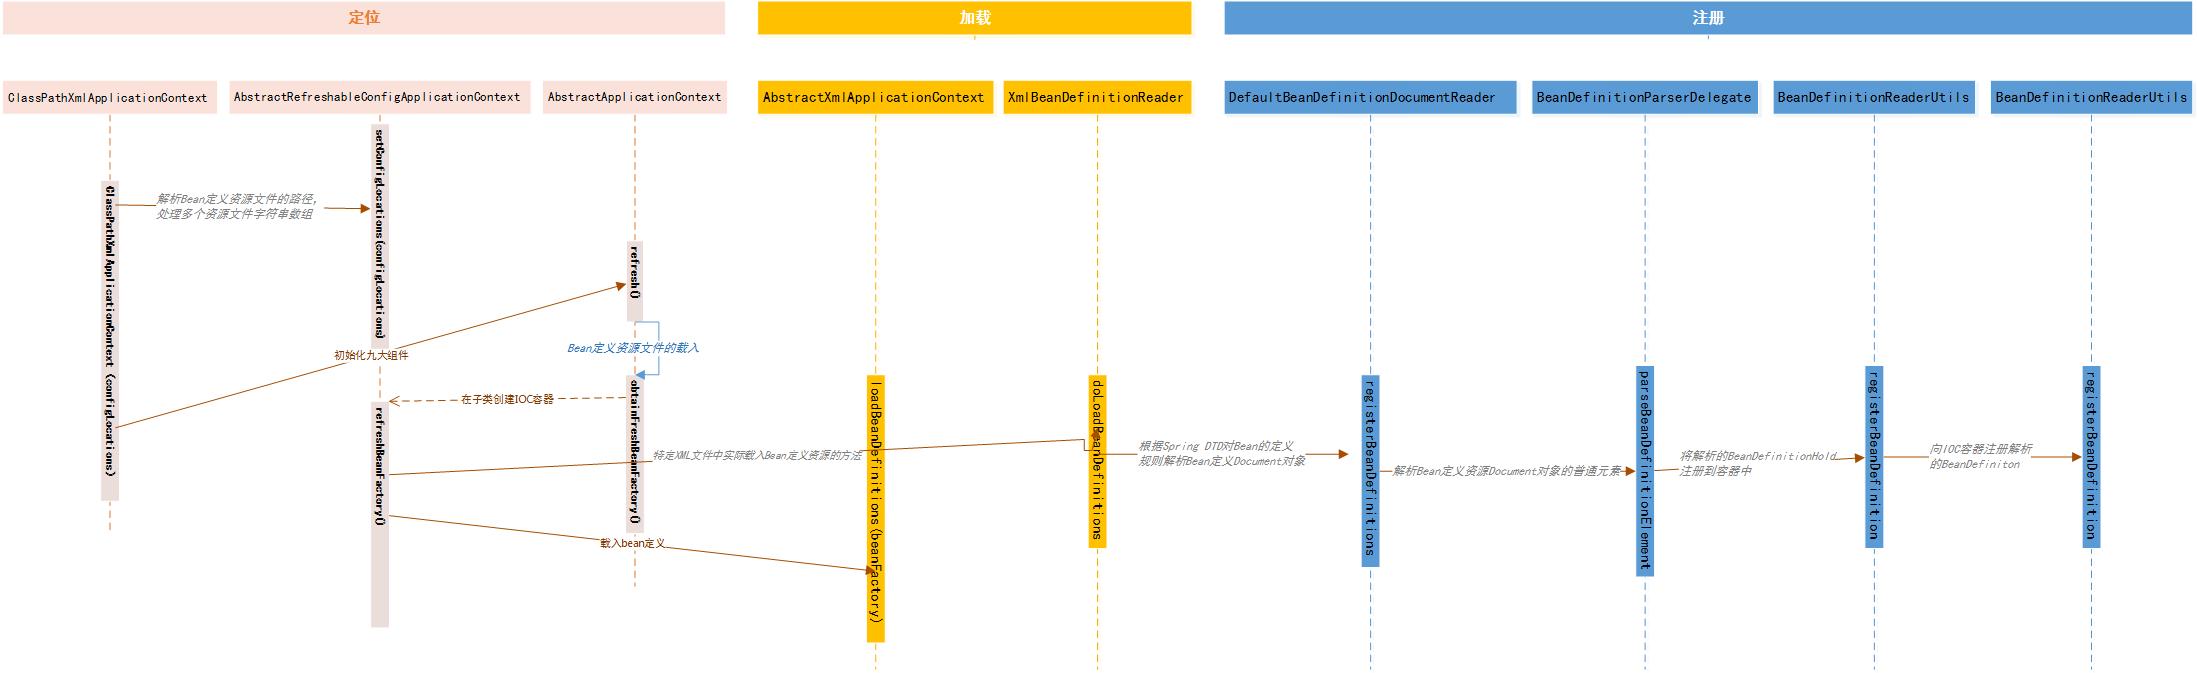 定位
加载
注册
ClassPathXmlApplicationContext
AbstractRefreshableConfigApplicationContext
AbstractApplicationContext
AbstractXmlApplicationContext
XmlBeanDefinitionReader
DefaultBeanDefinitionDocumentReader
BeanDefinitionParserDelegate
BeanDefinitionReaderUtils
BeanDefinitionReaderUtils
ClassPathXmlApplicationContext (configLocations)
解析Bean定义资源文件的路径,
处理多个资源文件字符串数组
setConfigLocations(configLocations)
refresh()
初始化九大组件
Bean定义资源文件的载入
obtainFreshBeanFactory()
在子类创建IOC容器
refreshBeanFactory()
特定XML文件中实际载入Bean定义资源的方法
载入bean定义
loadBeanDefinitions(beanFactory)
doLoadBeanDefinitions
根据Spring DTD对Bean的定义
规则解析Bean定义Document对象
registerBeanDefinitions
解析Bean定义资源Document对象的普通元素
parseBeanDefinitionElement
将解析的BeanDefinitionHold
注册到容器中
registerBeanDefinition
向IOC容器注册解析
的BeanDefiniton
registerBeanDefinition